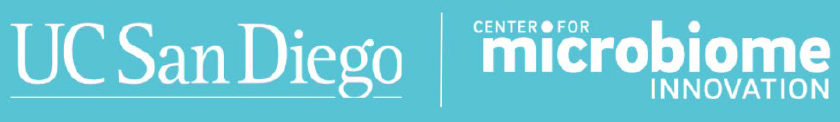 UC San Diego
CENTER FOR
microbiome
INNOVATION